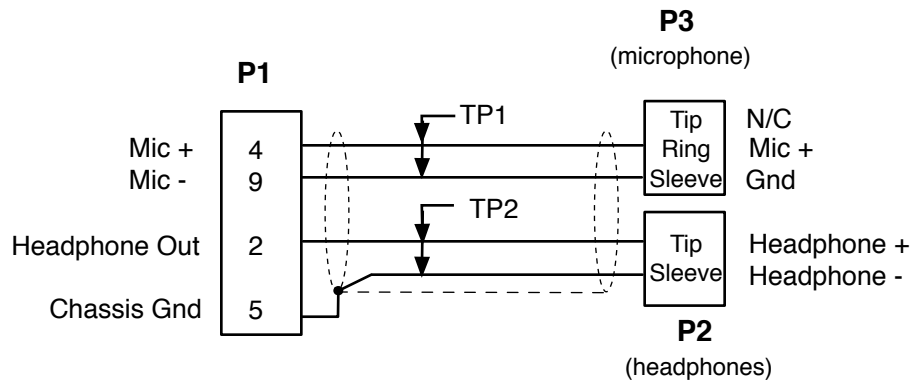 P3
(microphone)
P1
TP1
Tip
N/C
Mic +
4
Ring
Mic +
Mic -
9
Sleeve
Gnd
TP2
Headphone Out
2
Tip
Headphone +
Sleeve
Headphone -
Chassis Gnd
5
P2
(headphones)